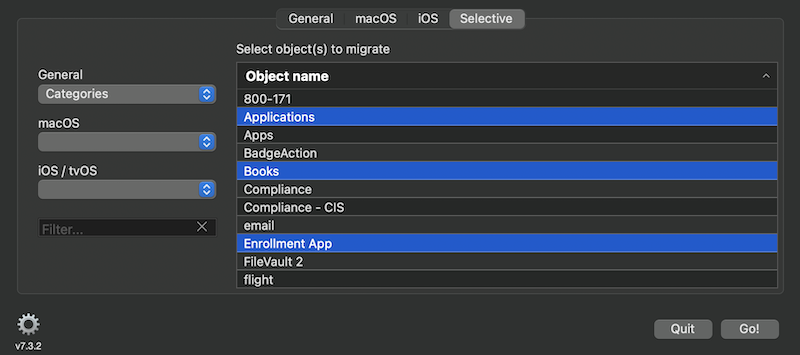 General macOS iOS Selective
Select object(s) to migrate
General
Categories
macOS
iOS / tvOS
Filter...
Object name
800-171
Applications
Apps
BadgeAction
Books
Compliance
Compliance - CIS
email
Enrollment App
FileVault 2
flight
v7.3.2
Quit
Go!